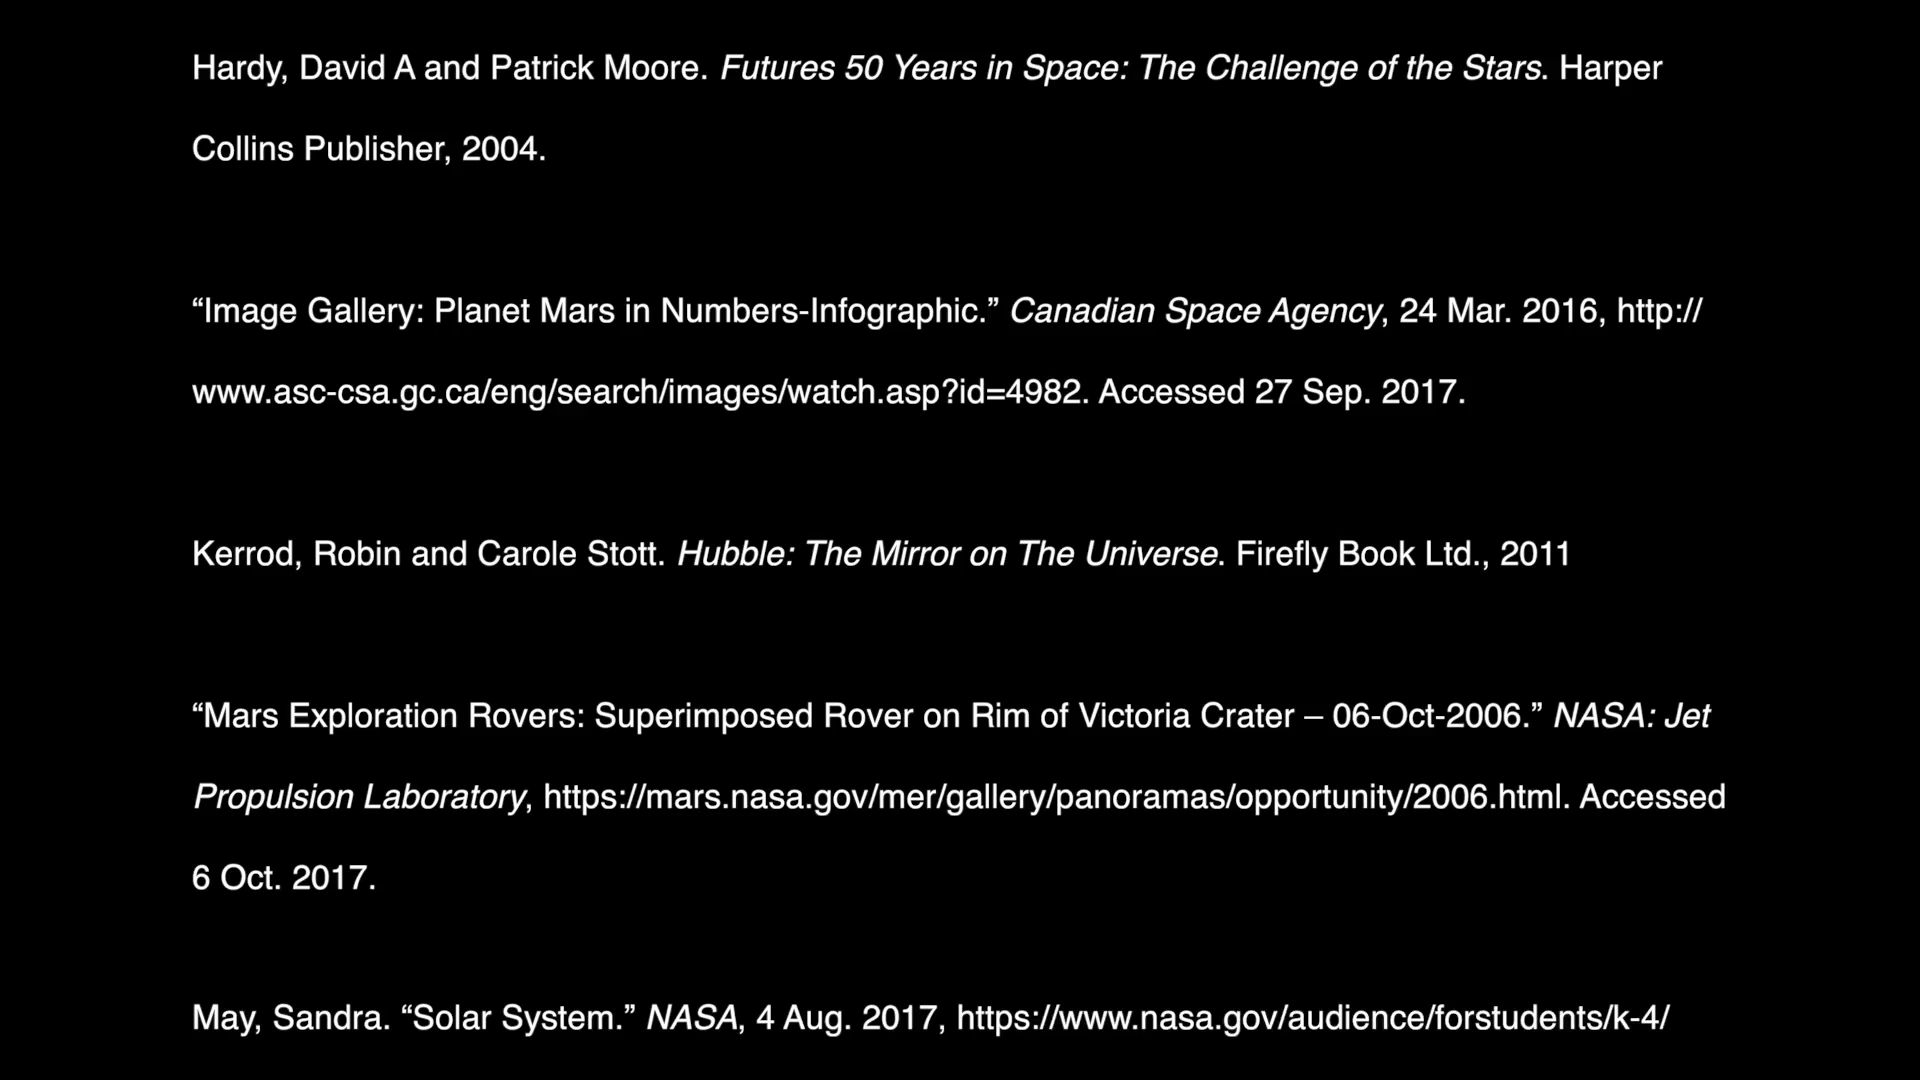 Hardy, David A and Patrick Moore. Futures 50 Years in Space: The Challenge of the Stars. Harper
Collins Publisher, 2004.
“Image Gallery: Planet Mars in Numbers-Infographic.” Canadian Space Agency, 24 Mar. 2016, http://
www.asc-csa.gc.ca/eng/search/images/watch.asp?id=4982. Accessed 27 Sep. 2017.
Kerrod, Robin and Carole Stott. Hubble: The Mirror on The Universe. Firefly Book Ltd., 2011
“Mars Exploration Rovers: Superimposed Rover on Rim of Victoria Crater – 06-Oct-2006.” NASA: Jet
Propulsion Laboratory, https://mars.nasa.gov/mer/gallery/panoramas/opportunity/2006.html. Accessed
6 Oct. 2017.
May, Sandra. “Solar System.” NASA, 4 Aug. 2017, https://www.nasa.gov/audience/forstudents/k-4/